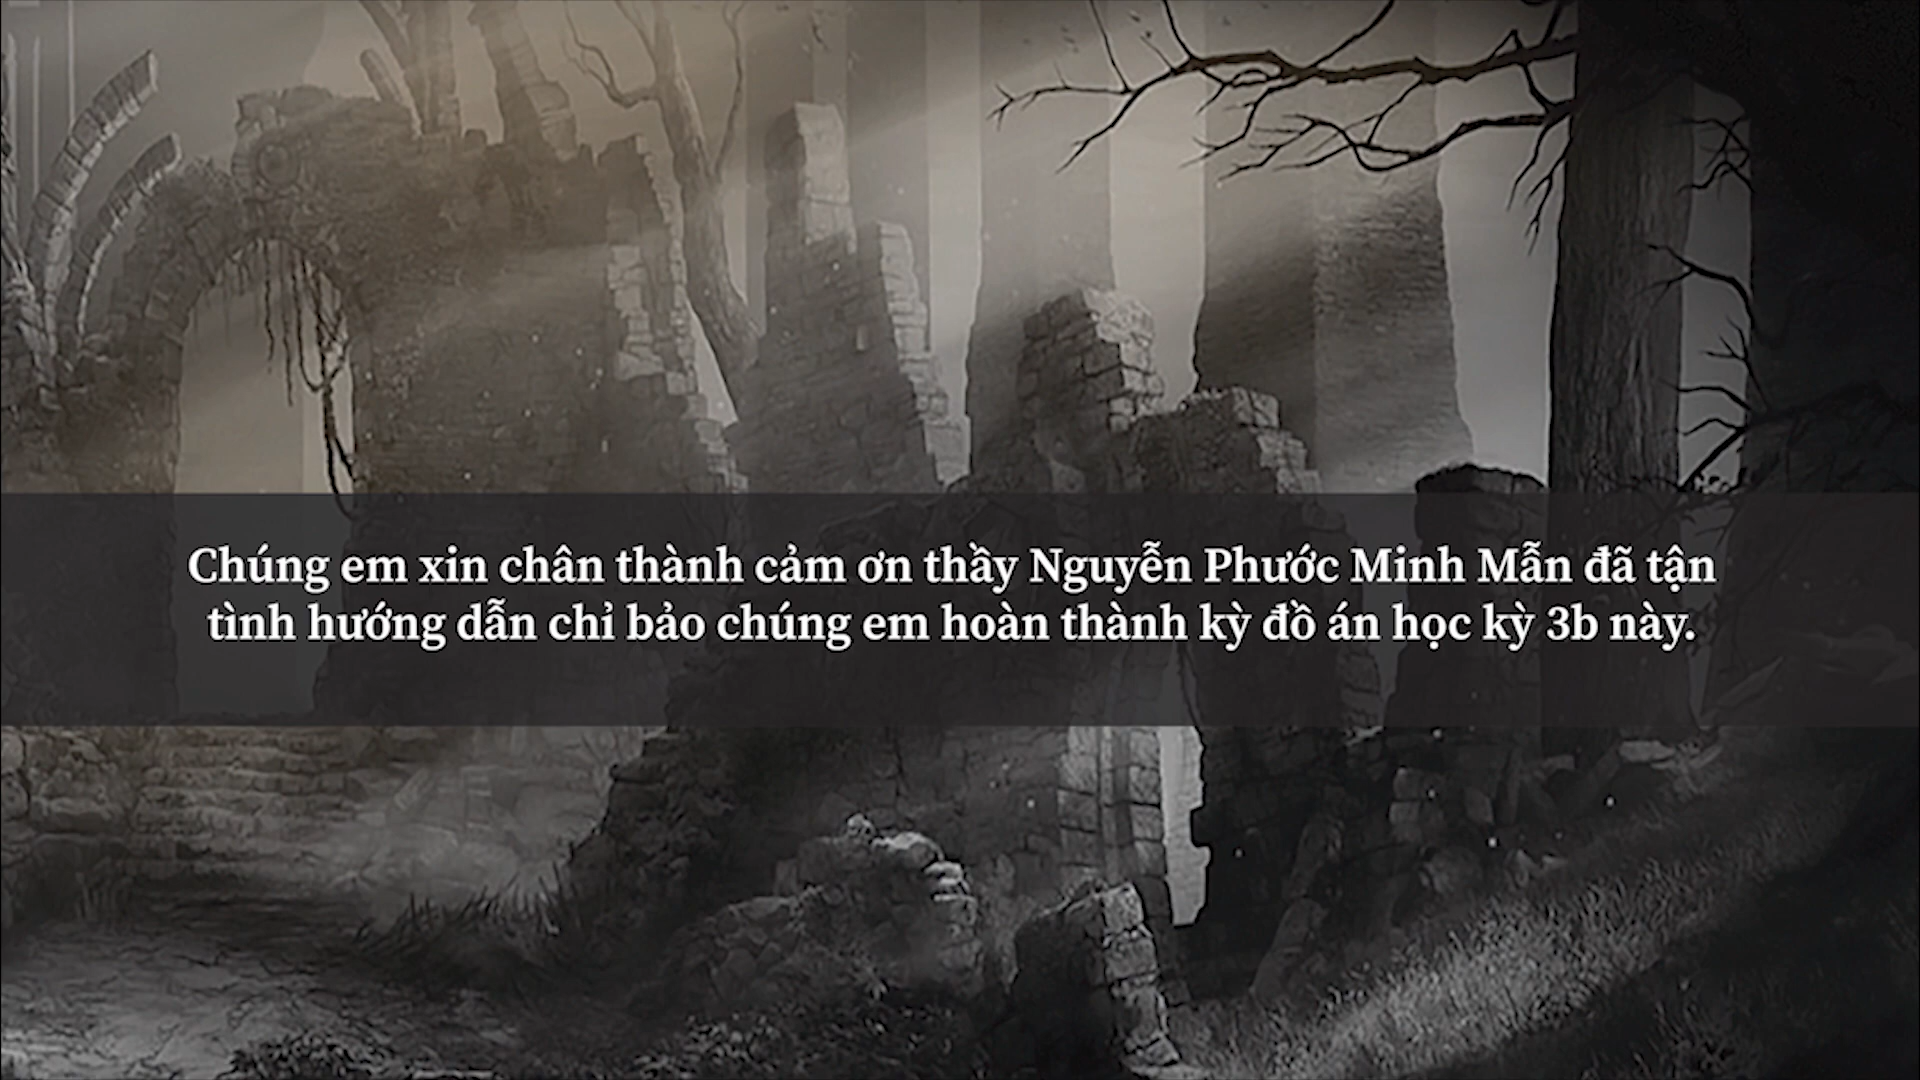 Chúng em xin chân thành cảm ơn thầy Nguyễn Phước Minh Mẫn đã tận
tình hướng dẫn chỉ bảo chúng em hoàn thành kỳ đồ án học kỳ 3b này.